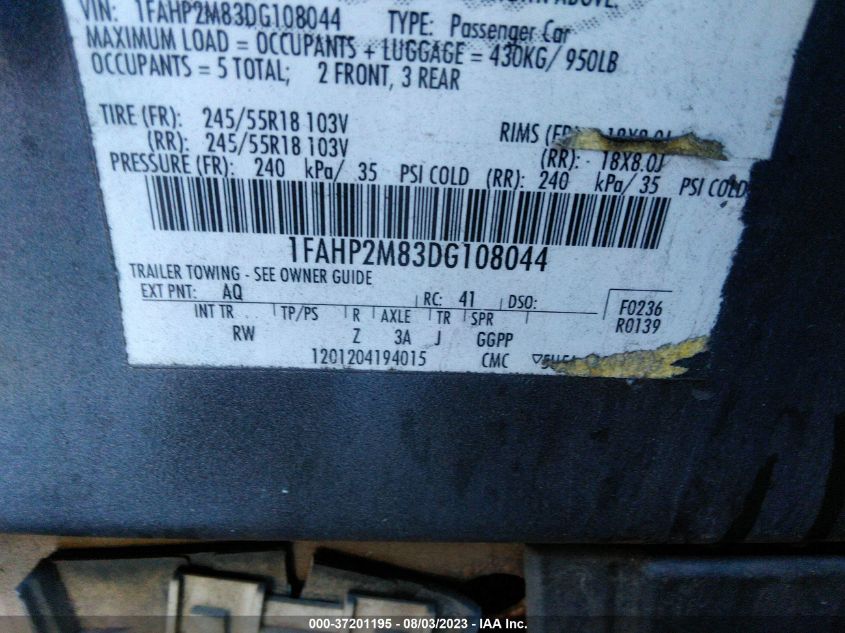 ABOVE.
VIN: 1FAHP2M83DG108044 TYPE: Passenger Car
MAXIMUM LOAD = OCCUPANTS + LUGGAGE = 430KG/ 950LB
OCCUPANTS = 5 TOTAL; 2 FRONT, 3 REAR
TIRE (FR): 245/55R18 103V RIMS (FR): 18X8.0J
(RR): 245/55R18 103V (RR): 18X8.0J
PRESSURE (FR): 240 kPa/ 35 PSI COLD (RR): 240 kPa/ 35 PSI COLD
1FAHP2M83DG108044
TRAILER TOWING - SEE OWNER GUIDE
EXT PNT: AQ RC: 41 DSO: F0236
INT TR TP/PS R AXLE TR SPR R0139
RW Z 3A J GGPP
1201204194015 CMC
000-37201195 - 08/03/2023 - IAA, Inc.